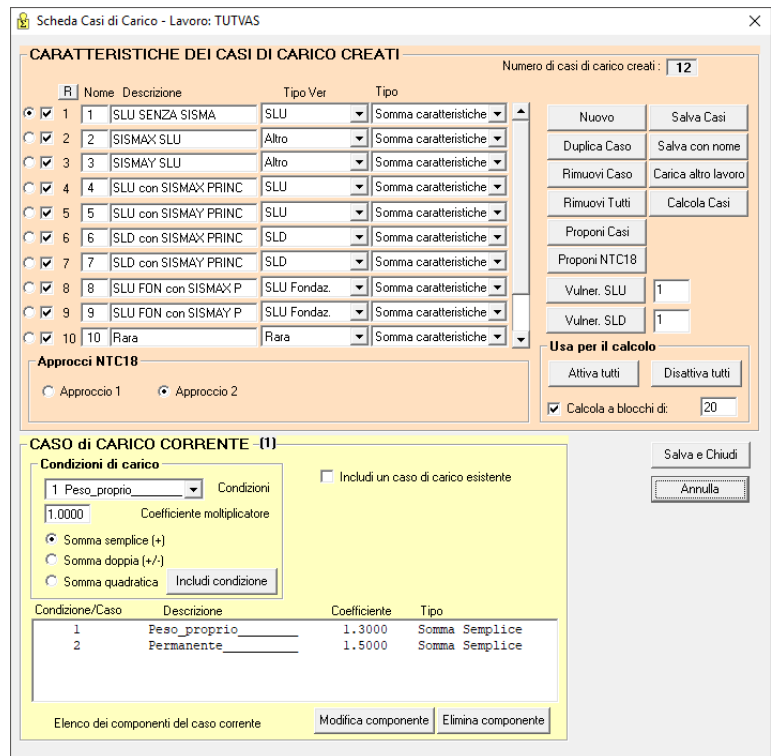 Scheda Casi di Carico - Lavoro: TUTVAS
CARATTERISTICHE DEI CASI DI CARICO CREATI
Numero di casi di carico creati : 12
R Nome Descrizione Tipo Ver Tipo
1 1 SLU SENZA SISMA SLU Somma caratteristiche
2 2 SISMAX SLU Altro Somma caratteristiche
3 3 SISMAY SLU Altro Somma caratteristiche
4 4 SLU con SISMAX PRINC SLU Somma caratteristiche
5 5 SLU con SISMAY PRINC SLU Somma caratteristiche
6 6 SLD con SISMAX PRINC SLD Somma caratteristiche
7 7 SLD con SISMAY PRINC SLD Somma caratteristiche
8 8 SLU FON con SISMAX P SLU Fondaz. Somma caratteristiche
9 9 SLU FON con SISMAY P SLU Fondaz. Somma caratteristiche
10 10 Rara Rara Somma caratteristiche
Nuovo Salva Casi
Duplica Caso Salva con nome
Rimuovi Caso Carica altro lavoro
Rimuovi Tutti Calcola Casi
Proponi Casi
Proponi NTC18
Vulner. SLU 1
Vulner. SLD 1
Usa per il calcolo
Attiva tutti Disattiva tutti
Calcola a blocchi di: 20
Approcci NTC18
Approccio 1 Approccio 2
CASO di CARICO CORRENTE -(1)
Condizioni di carico
1 Peso_proprio______ Condizioni
1.0000 Coefficiente moltiplicatore
Somma semplice (+)
Somma doppia (+/-)
Somma quadratica Includi condizione
Includi un caso di carico esistente
Salva e Chiudi
Annulla
Condizione/Caso Descrizione Coefficiente Tipo
1 Peso_proprio________ 1.3000 Somma Semplice
2 Permanente__________ 1.5000 Somma Semplice
Elenco dei componenti del caso corrente Modifica componente Elimina componente